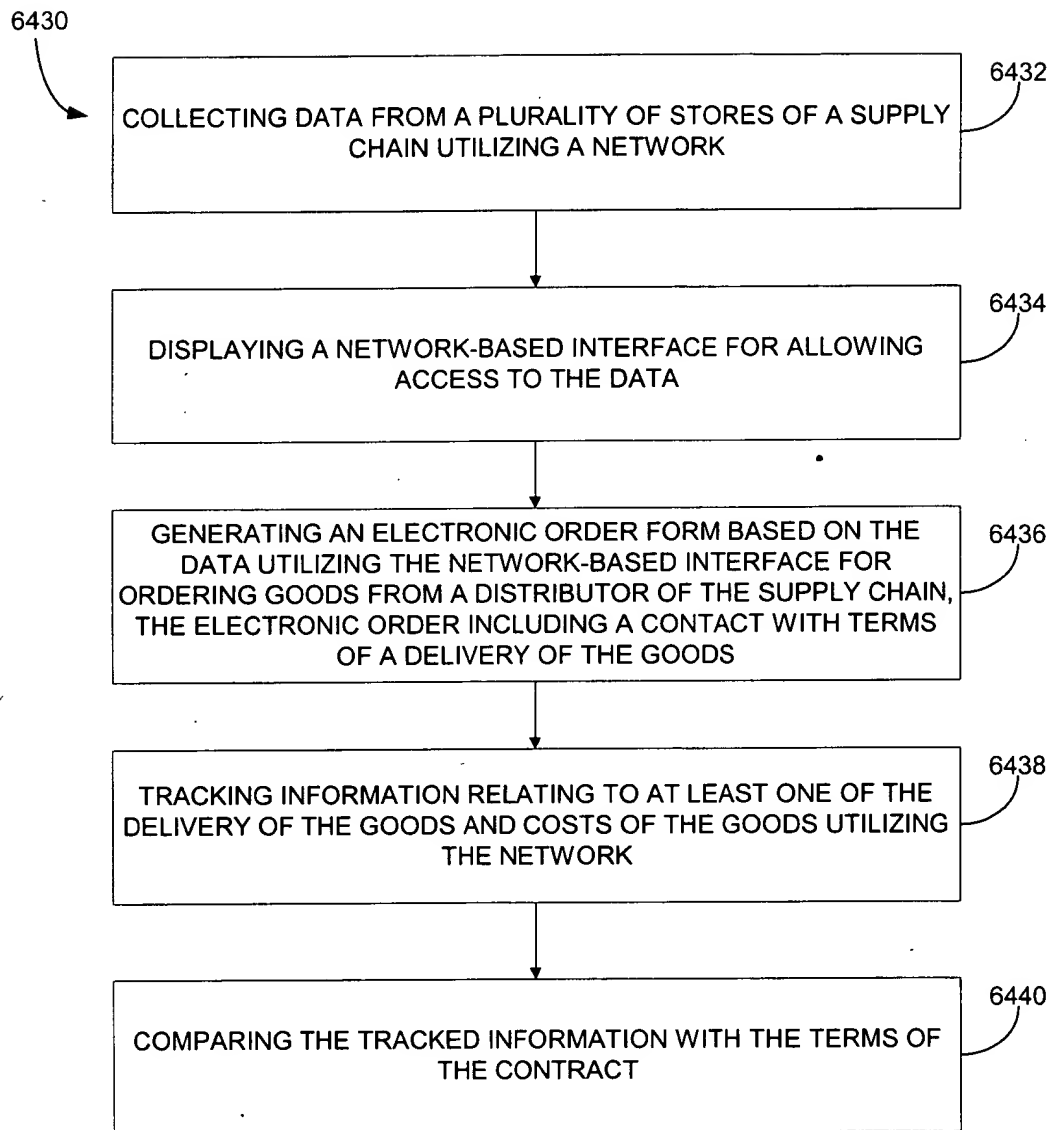 6430
6432
COLLECTING DATA FROM A PLURALITY OF STORES OF A SUPPLY
CHAIN UTILIZING A NETWORK
6434
DISPLAYING A NETWORK-BASED INTERFACE FOR ALLOWING
ACCESS TO THE DATA
6436
GENERATING AN ELECTRONIC ORDER FORM BASED ON THE
DATA UTILIZING THE NETWORK-BASED INTERFACE FOR
ORDERING GOODS FROM A DISTRIBUTOR OF THE SUPPLY CHAIN,
THE ELECTRONIC ORDER INCLUDING A CONTACT WITH TERMS
OF A DELIVERY OF THE GOODS
6438
TRACKING INFORMATION RELATING TO AT LEAST ONE OF THE
DELIVERY OF THE GOODS AND COSTS OF THE GOODS UTILIZING
THE NETWORK
6440
COMPARING THE TRACKED INFORMATION WITH THE TERMS OF
THE CONTRACT